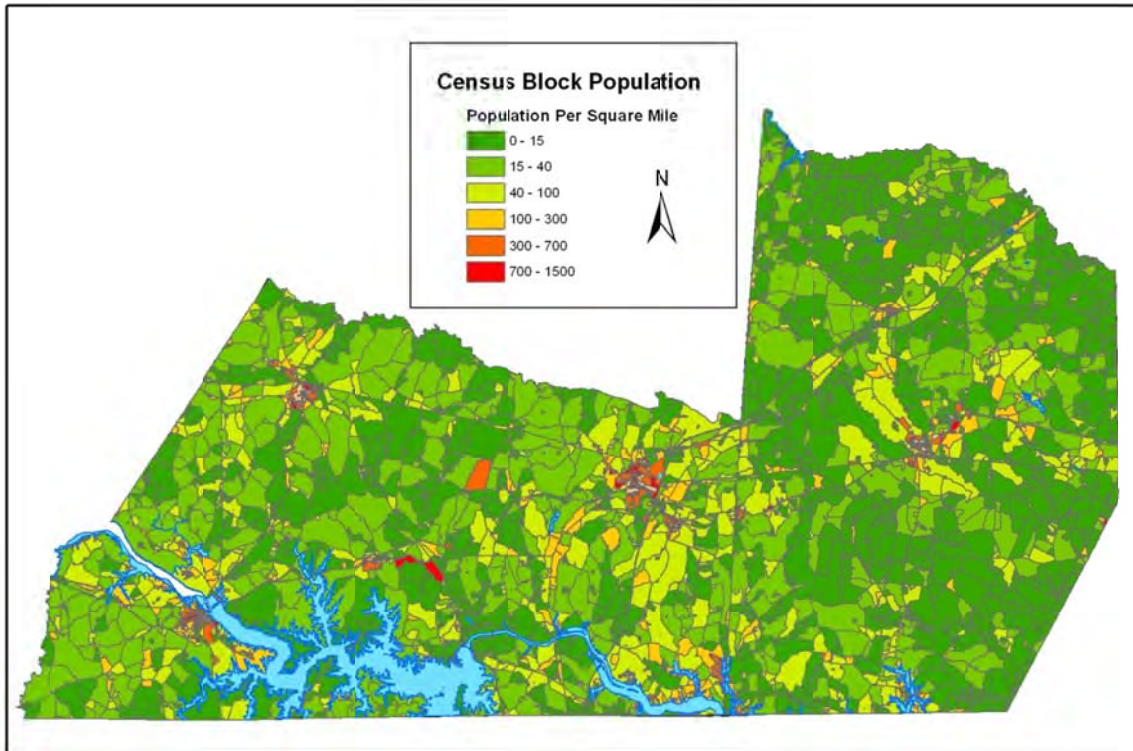 Census Block Population
Population Per Square Mile
0 - 15
15 - 40
40 - 100
100 - 300
300 - 700
700 - 1500
N